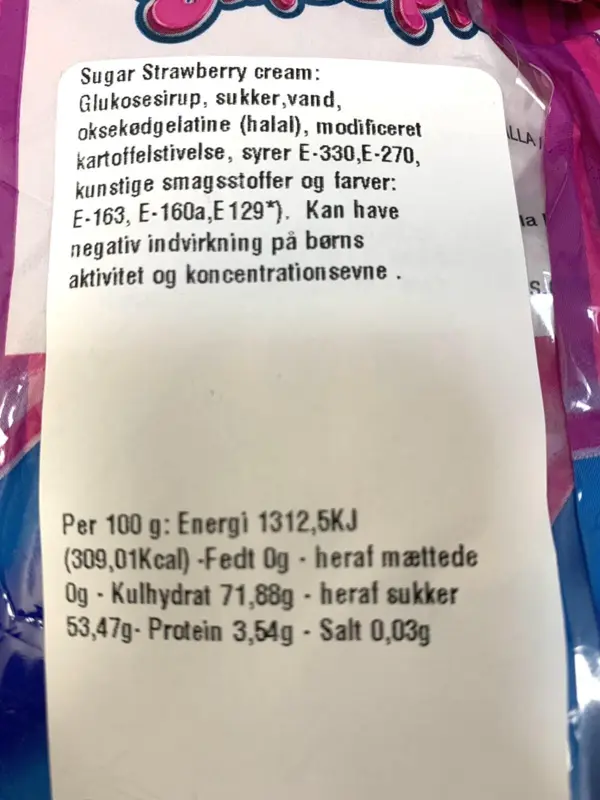 Sugar Strawberry cream:
Glukosesirup, sukker,vand,
oksekødgelatine (halal), modificeret
kartoffelstivelse, syrer E-330,E-270,
kunstige smagsstoffer og farver:
E-163, E-160a,E129*). Kan have
negativ indvirkning på børns
aktivitet og koncentrationsevne .
Per 100 g: Energi 1312,5KJ
(309,01Kcal) -Fedt 0g - heraf mættede
0g - Kulhydrat 71,88g - heraf sukker
53,47g- Protein 3,54g - Salt 0,03g